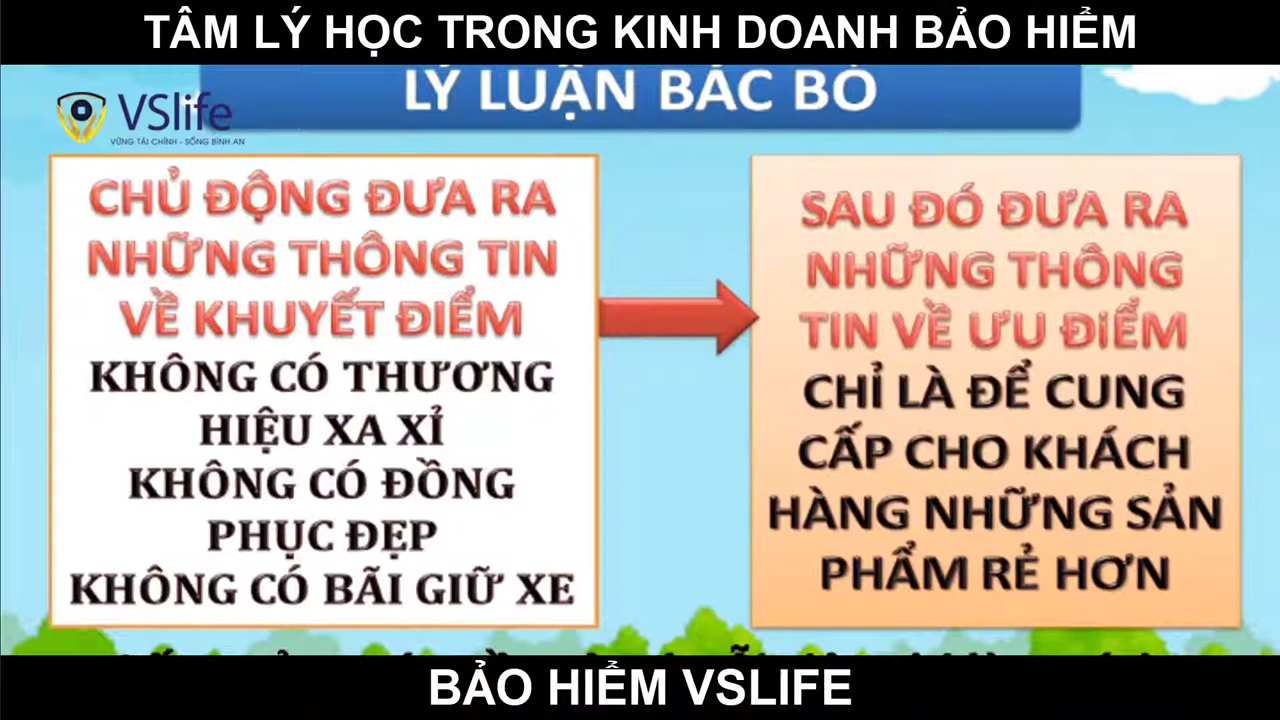 TÂM LÝ HỌC TRONG KINH DOANH BẢO HIỂM
LÝ LUẬN BÁC BỎ
VSlife
VỮNG TÀI CHÍNH - SỐNG BÌNH AN
CHỦ ĐỘNG ĐƯA RA
NHỮNG THÔNG TIN
VỀ KHUYẾT ĐIỂM
KHÔNG CÓ THƯƠNG
HIỆU XA XỈ
KHÔNG CÓ ĐỒNG
PHỤC ĐẸP
KHÔNG CÓ BÃI GIỮ XE
SAU ĐÓ ĐƯA RA
NHỮNG THÔNG
TIN VỀ ƯU ĐiỂM
CHỈ LÀ ĐỂ CUNG
CẤP CHO KHÁCH
HÀNG NHỮNG SẢN
PHẨM RẺ HƠN
BẢO HIỂM VSLIFE